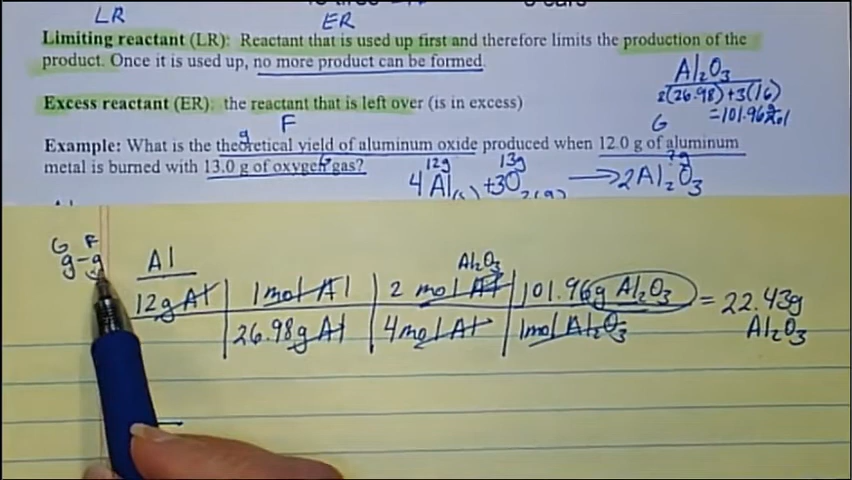 LR ER
Limiting reactant (LR): Reactant that is used up first and therefore limits the production of the
product. Once it is used up, no more product can be formed.
Al₂O₃
2(26.98)+3(16)
=101.96g/mol
Excess reactant (ER): the reactant that is left over (is in excess)
g F G
Example: What is the theoretical yield of aluminum oxide produced when 12.0 g of aluminum
metal is burned with 13.0 g of oxygen gas?
12g 13g ?g
4Al(s) + 3O2(g) → 2Al₂O₃
G F
g-g
Al
Al₂O₃
12g Al 1mol Al 2 mol 101.96g Al₂O₃ = 22.43g
26.98g Al 4mol Al 1mol Al₂O₃ Al₂O₃